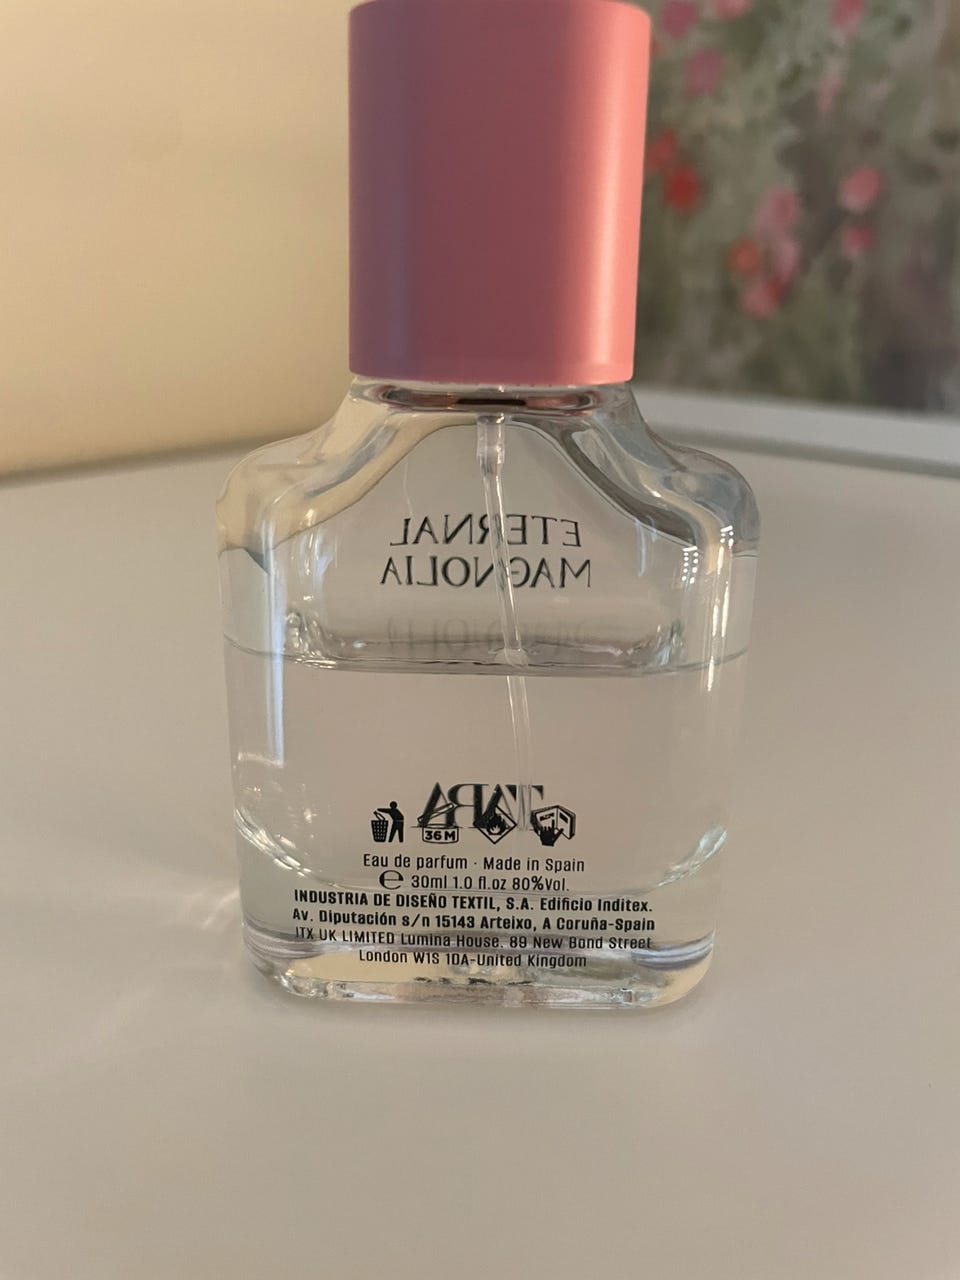 ETERNAL
MAGNOLIA
ZARA
36 M
Eau de parfum · Made in Spain
℮ 30ml 1.0 fl.oz 80%vol.
INDUSTRIA DE DISEÑO TEXTIL, S.A. Edificio Inditex.
Av. Diputación s/n 15143 Arteixo, A Coruña-Spain
ITX UK LIMITED Lumina House. 89 New Bond Street
London W1S 1DA-United Kingdom